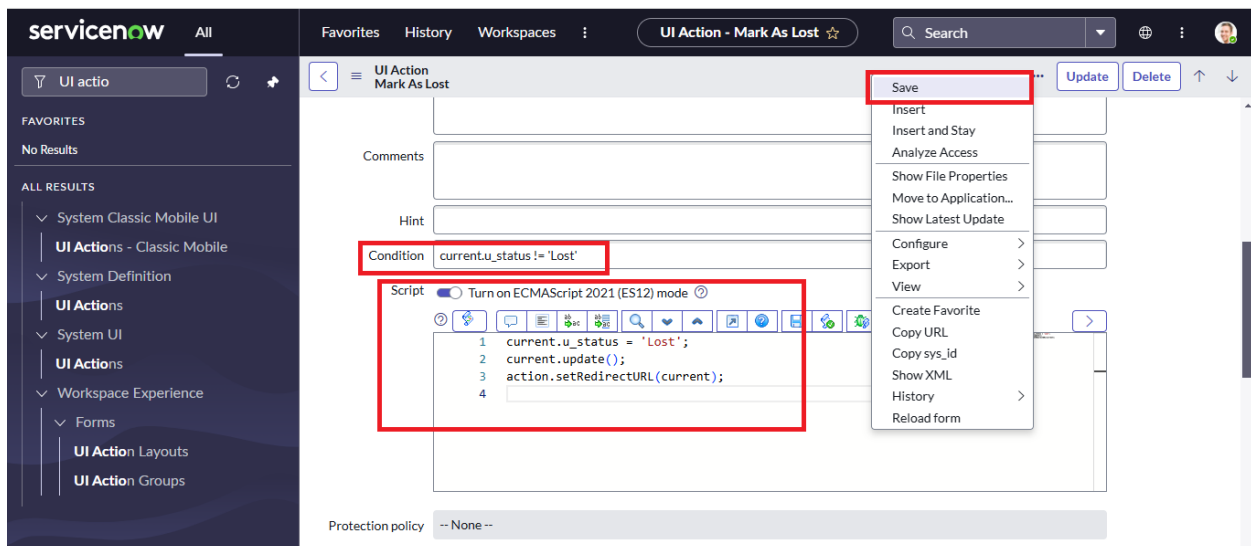 servicenow All Favorites History Workspaces UI Action - Mark As Lost Search
UI actio
FAVORITES
No Results
ALL RESULTS
System Classic Mobile UI
UI Actions - Classic Mobile
System Definition
UI Actions
System UI
UI Actions
Workspace Experience
Forms
UI Action Layouts
UI Action Groups
UI Action
Mark As Lost
Update Delete
Comments
Hint
Condition current.u_status != 'Lost'
Script Turn on ECMAScript 2021 (ES12) mode
1 current.u_status = 'Lost';
2 current.update();
3 action.setRedirectURL(current);
4
Protection policy -- None --
Save
Insert
Insert and Stay
Analyze Access
Show File Properties
Move to Application...
Show Latest Update
Configure
Export
View
Create Favorite
Copy URL
Copy sys_id
Show XML
History
Reload form